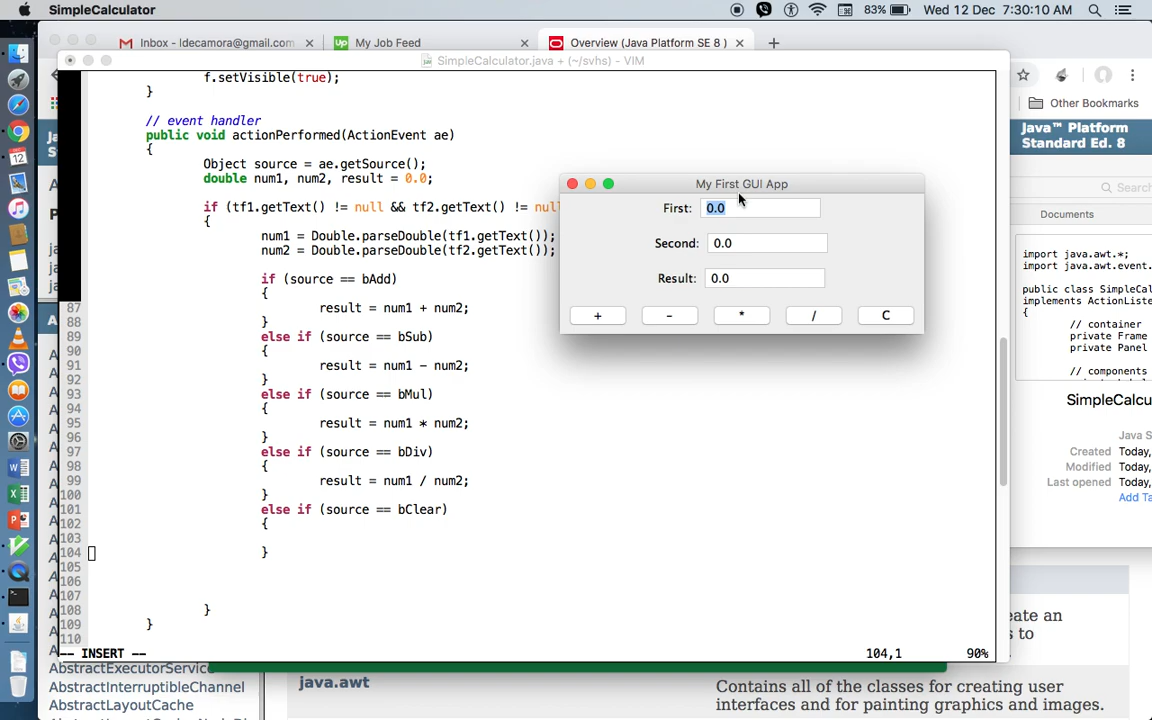 SimpleCalculator
83%
Wed 12 Dec 7:30:10 AM
Inbox - ldecamora@gmail.com
My Job Feed
Overview (Java Platform SE 8 )
SimpleCalculator.java + (~/svhs) - VIM
Other Bookmarks
f.setVisible(true);
}
// event handler
public void actionPerformed(ActionEvent ae)
{
Object source = ae.getSource();
double num1, num2, result = 0.0;
if (tf1.getText() != null && tf2.getText() != nul
{
num1 = Double.parseDouble(tf1.getText());
num2 = Double.parseDouble(tf2.getText());
if (source == bAdd)
{
87 result = num1 + num2;
88 }
89 else if (source == bSub)
90 {
91 result = num1 - num2;
92 }
93 else if (source == bMul)
94 {
95 result = num1 * num2;
96 }
97 else if (source == bDiv)
98 {
99 result = num1 / num2;
100 }
101 else if (source == bClear)
102 {
103
104 }
105
106
107
108 }
109 }
110
-- INSERT -- 104,1 90%
My First GUI App
First: 0.0
Second: 0.0
Result: 0.0
+ - * / C
Java™ Platform
Standard Ed. 8
Search
Documents
import java.awt.*;
import java.awt.event.
public class SimpleCal
implements ActionListe
{
// container
private Frame
private Panel
// components
SimpleCalcu
Java S
Created Today,
Modified Today,
Last opened Today,
Add Ta
eate an
s to
AbstractExecutorService
AbstractInterruptibleChannel
AbstractLayoutCache
java.awt
Contains all of the classes for creating user
interfaces and for painting graphics and images.